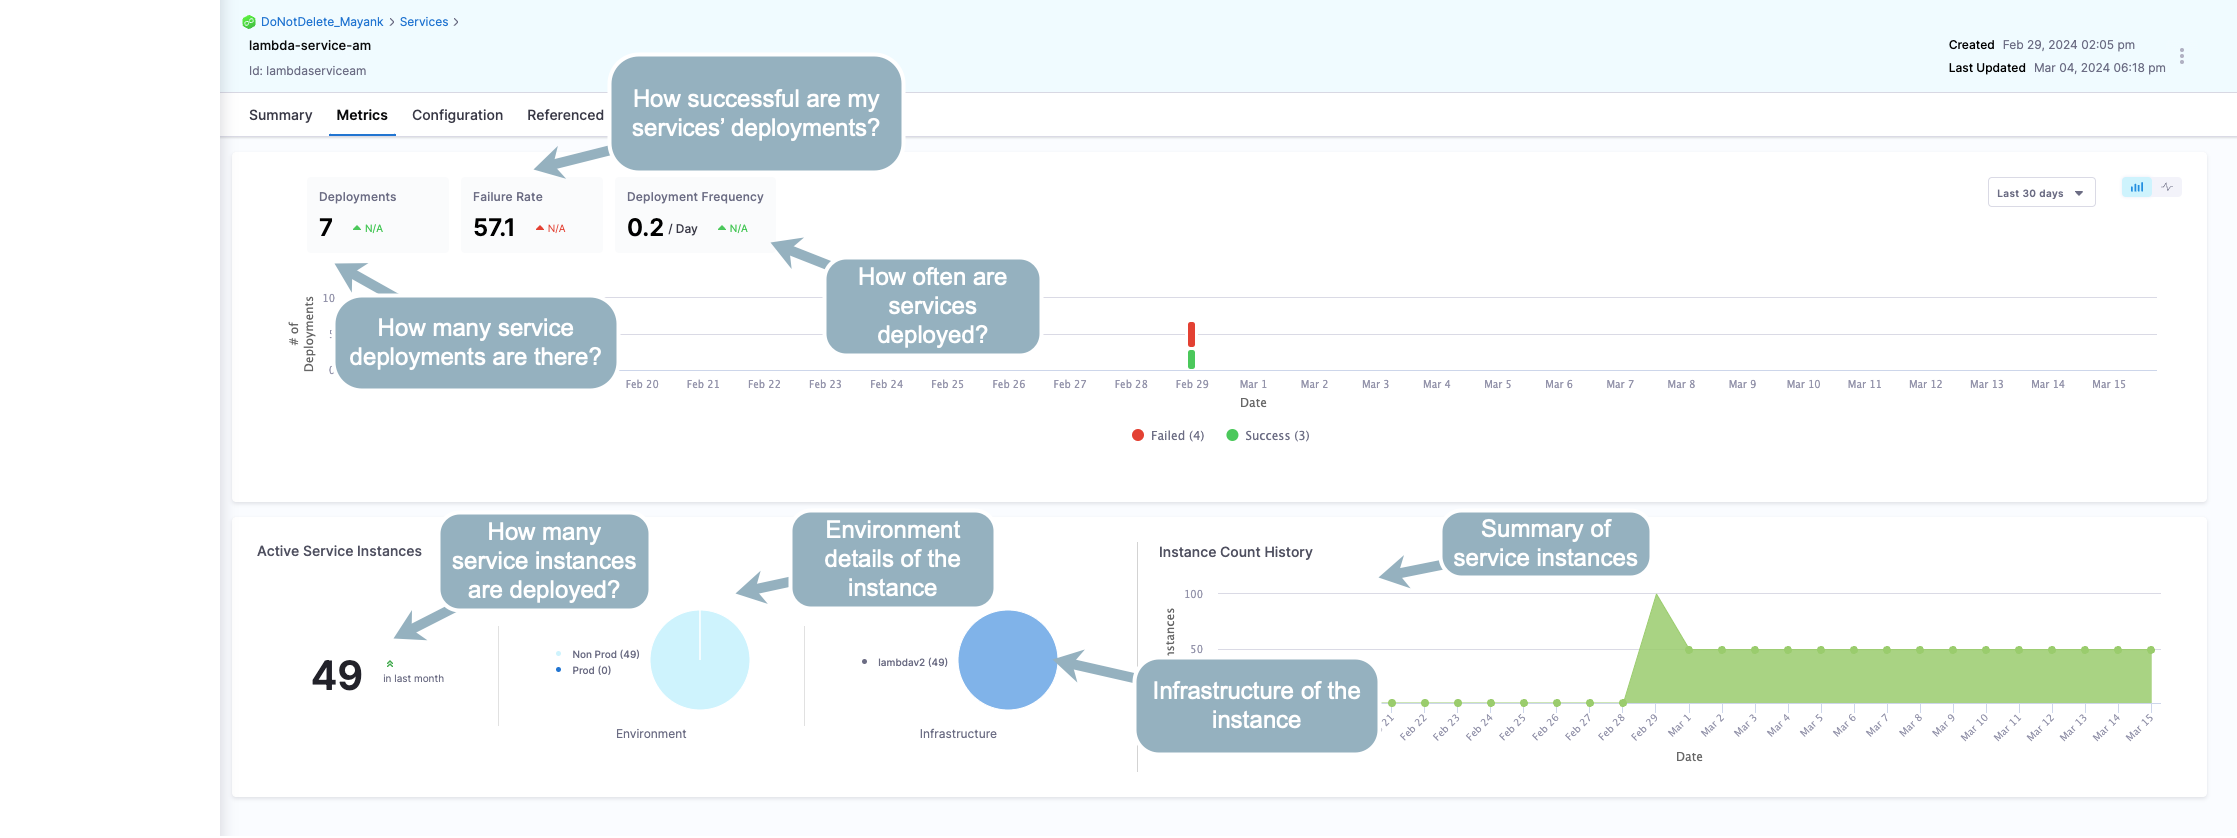 DoNotDelete_Mayank > Services >
lambda-service-am
Id: lambdaserviceam
Created Feb 29, 2024 02:05 pm
Last Updated Mar 04, 2024 06:18 pm
Summary Metrics Configuration Referenced
How successful are my
services’ deployments?
Deployments
7 N/A
Failure Rate
57.1 N/A
Deployment Frequency
0.2 / Day N/A
Last 30 days
How often are
services
deployed?
How many service
deployments are there?
# of
Deployments
10
5
0
Feb 20 Feb 21 Feb 22 Feb 23 Feb 24 Feb 25 Feb 26 Feb 27 Feb 28 Feb 29 Mar 1 Mar 2 Mar 3 Mar 4 Mar 5 Mar 6 Mar 7 Mar 8 Mar 9 Mar 10 Mar 11 Mar 12 Mar 13 Mar 14 Mar 15
Date
Failed (4) Success (3)
Active Service Instances
How many
service instances
are deployed?
49
in last month
Environment
details of the
instance
Non Prod (49)
Prod (0)
Environment
lambdav2 (49)
Infrastructure
Infrastructure of the
instance
Instance Count History
Summary of
service instances
100
50
21 Feb 22 Feb 23 Feb 24 Feb 25 Feb 26 Feb 27 Feb 28 Feb 29 Mar 1 Mar 2 Mar 3 Mar 4 Mar 5 Mar 6 Mar 7 Mar 8 Mar 9 Mar 10 Mar 11 Mar 12 Mar 13 Mar 14 Mar 15
Date